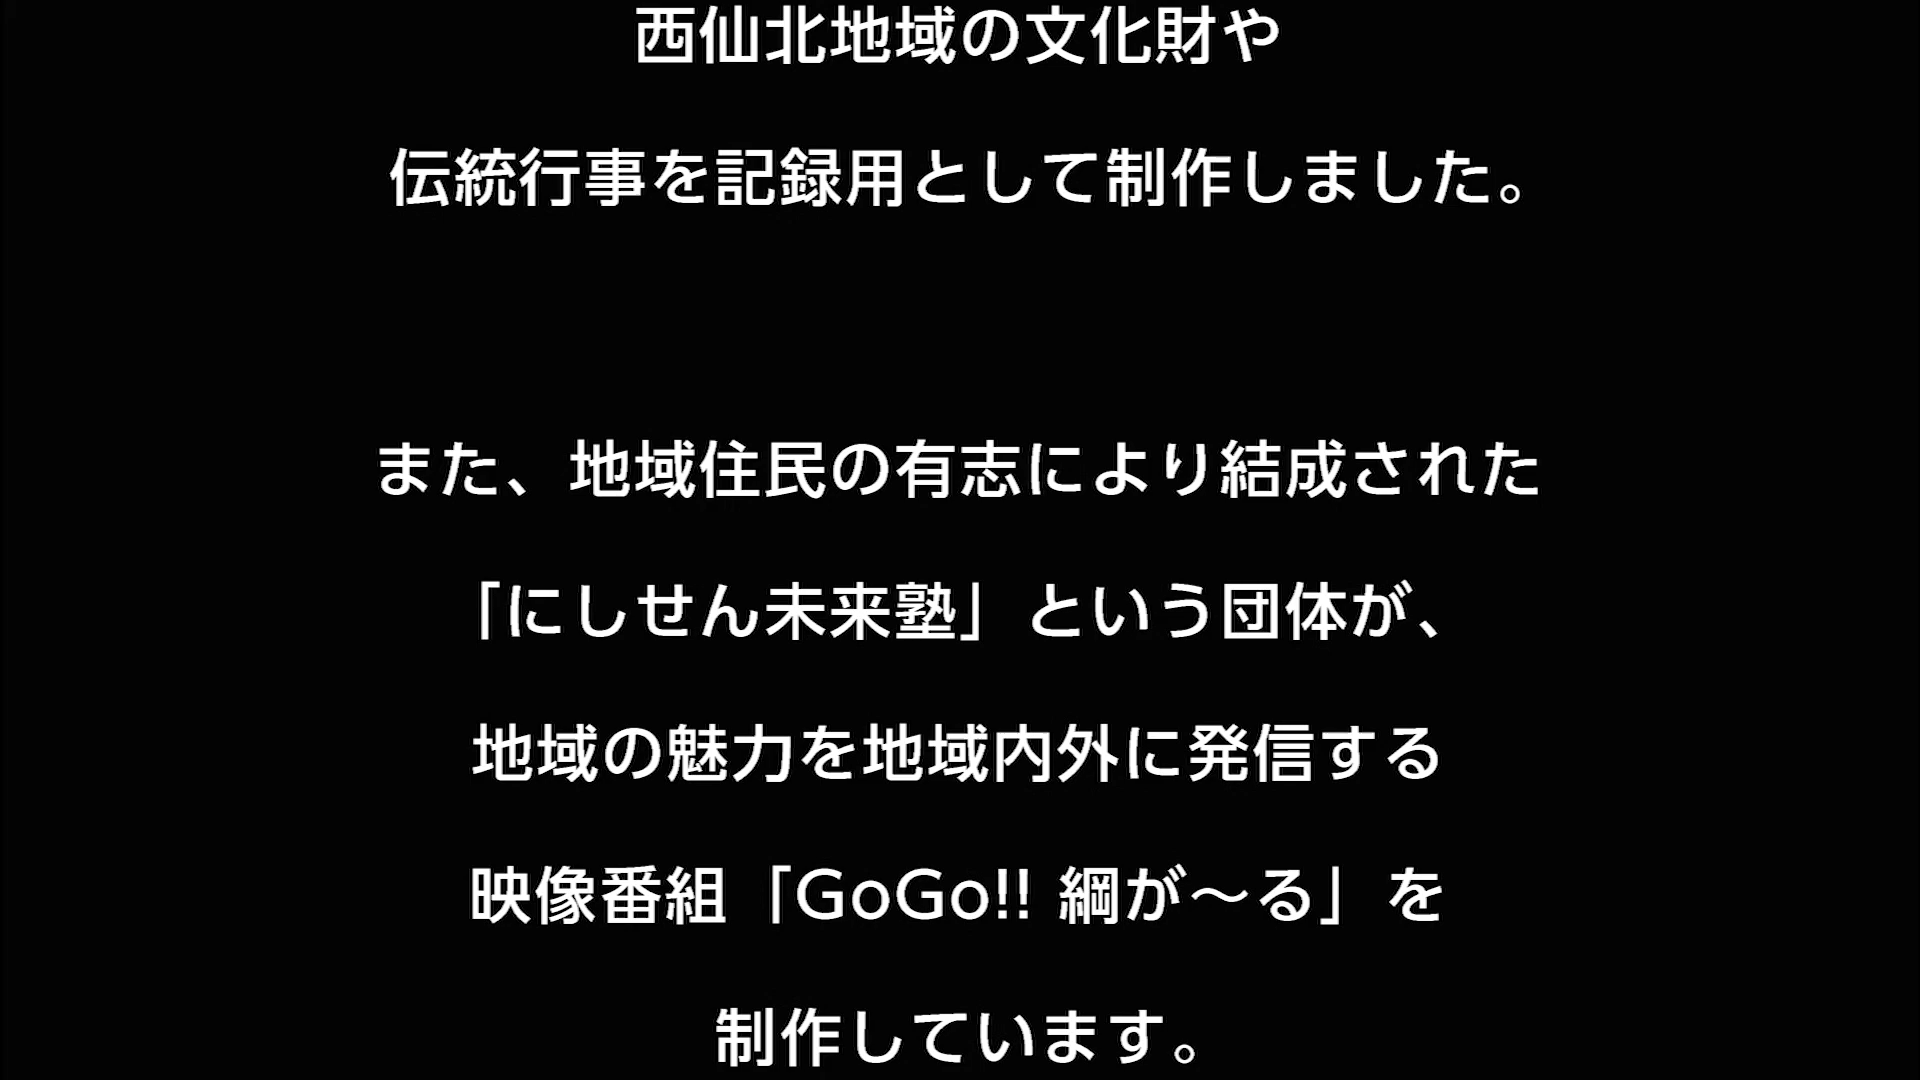 西仙北地域の文化財や
伝統行事を記録用として制作しました。
また、地域住民の有志により結成された
「にしせん未来塾」という団体が、
地域の魅力を地域内外に発信する
映像番組「GoGo!! 綱が〜る」を
制作しています。